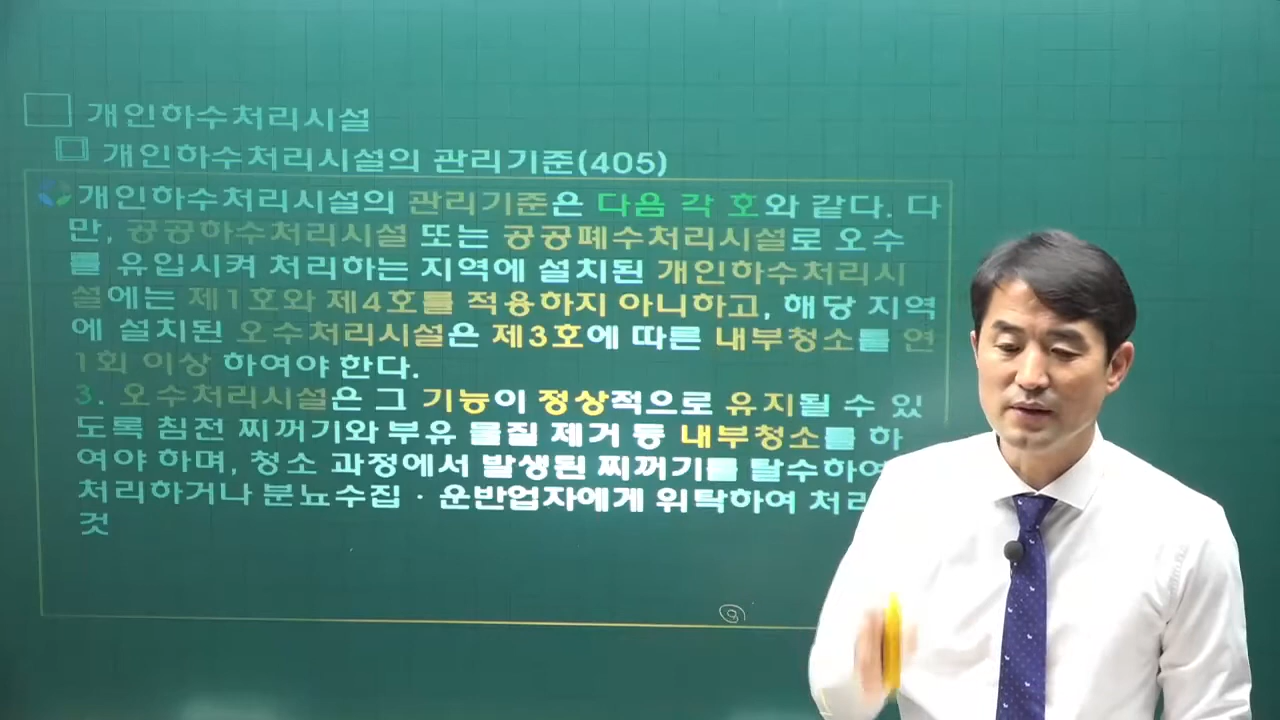 개인하수처리시설
개인하수처리시설의 관리기준(405)
개인하수처리시설의 관리기준은 다음 각 호와 같다. 다
만, 공공하수처리시설 또는 공공폐수처리시설로 오수
를 유입시켜 처리하는 지역에 설치된 개인하수처리시
설에는 제1호와 제4호를 적용하지 아니하고, 해당 지역
에 설치된 오수처리시설은 제3호에 따른 내부청소를 연
1회 이상 하여야 한다.
3. 오수처리시설은 그 기능이 정상적으로 유지될 수 있
도록 침전 찌꺼기와 부유 물질 제거 등 내부청소를 하
여야 하며, 청소 과정에서 발생된 찌꺼기를 탈수하여
처리하거나 분뇨수집 · 운반업자에게 위탁하여 처리
것